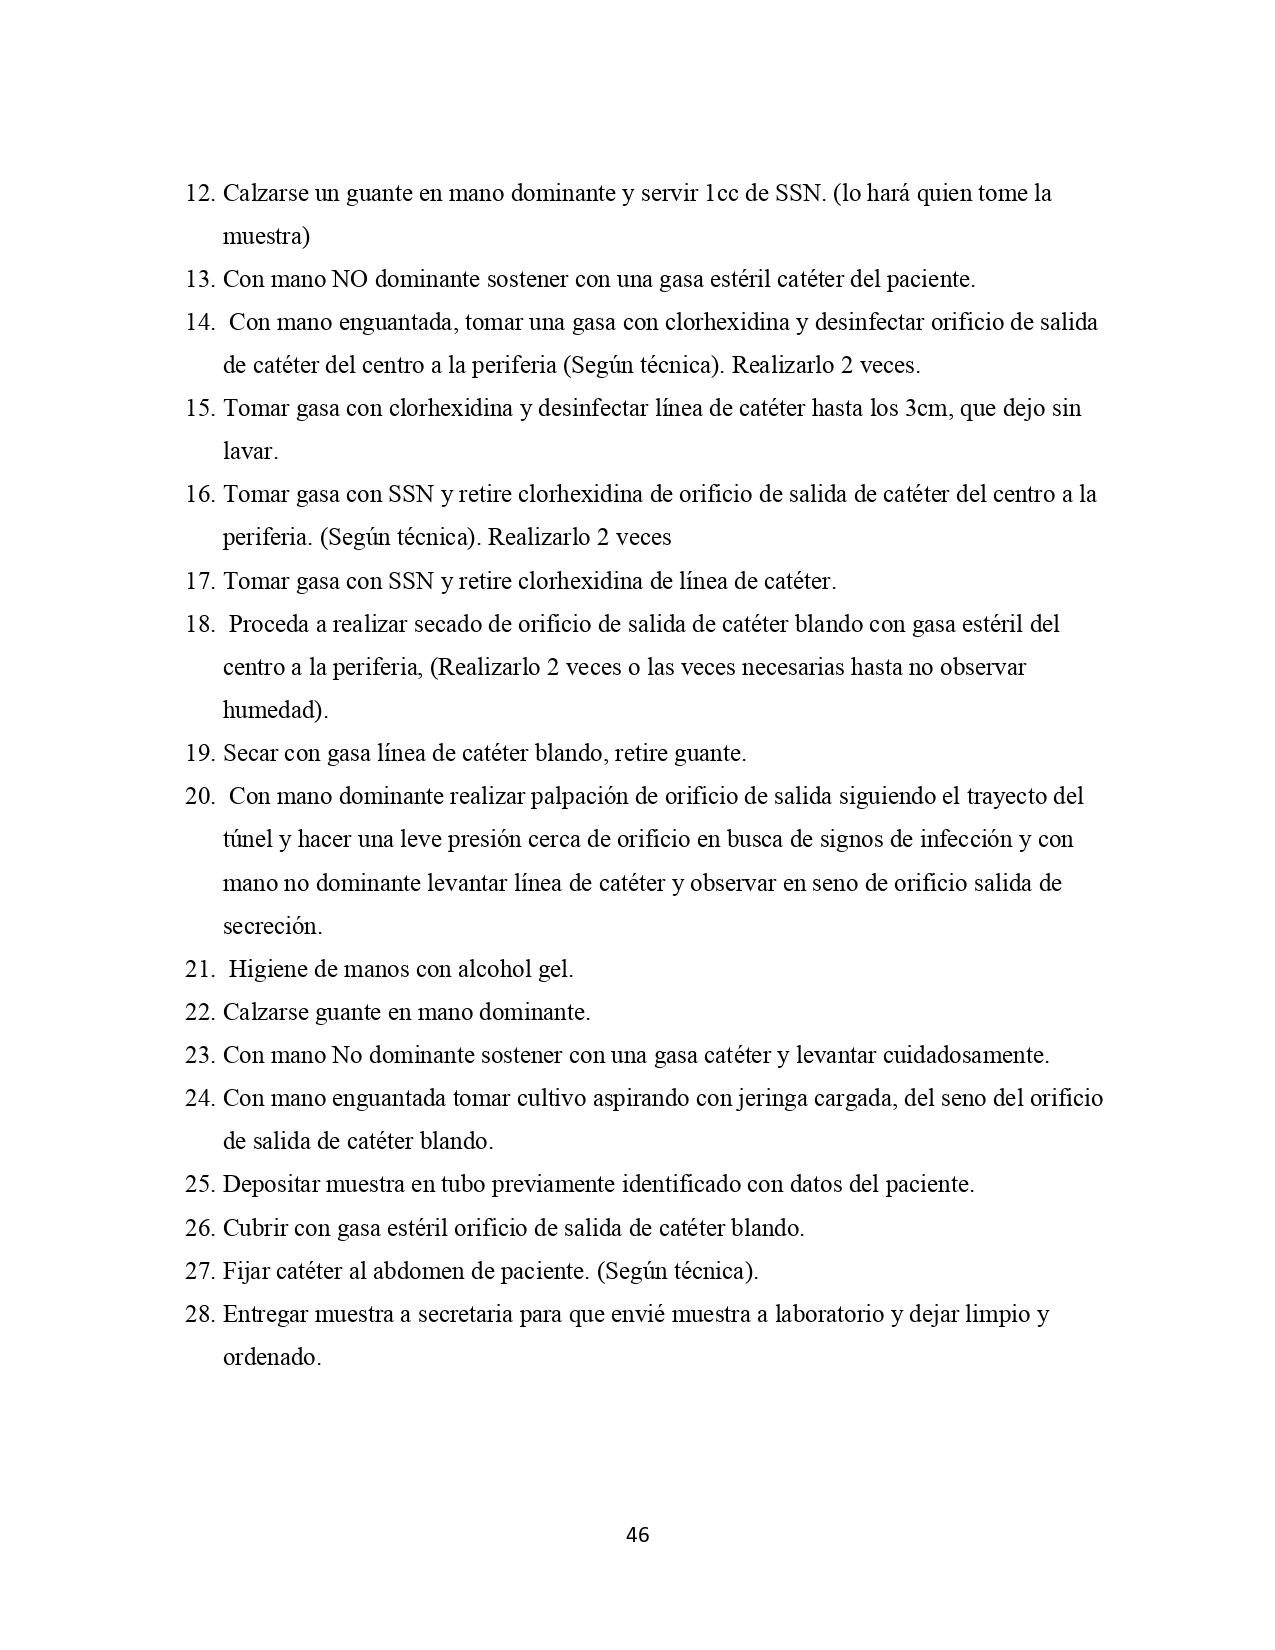 12. Calzarse un guante en mano dominante y servir 1cc de SSN. (lo hará quien tome la
muestra)
13. Con mano NO dominante sostener con una gasa estéril catéter del paciente.
14. Con mano enguantada, tomar una gasa con clorhexidina y desinfectar orificio de salida
de catéter del centro a la periferia (Según técnica). Realizarlo 2 veces.
15. Tomar gasa con clorhexidina y desinfectar línea de catéter hasta los 3cm, que dejo sin
lavar.
16. Tomar gasa con SSN y retire clorhexidina de orificio de salida de catéter del centro a la
periferia. (Según técnica). Realizarlo 2 veces
17. Tomar gasa con SSN y retire clorhexidina de línea de catéter.
18. Proceda a realizar secado de orificio de salida de catéter blando con gasa estéril del
centro a la periferia, (Realizarlo 2 veces o las veces necesarias hasta no observar
humedad).
19. Secar con gasa línea de catéter blando, retire guante.
20. Con mano dominante realizar palpación de orificio de salida siguiendo el trayecto del
túnel y hacer una leve presión cerca de orificio en busca de signos de infección y con
mano no dominante levantar línea de catéter y observar en seno de orificio salida de
secreción.
21. Higiene de manos con alcohol gel.
22. Calzarse guante en mano dominante.
23. Con mano No dominante sostener con una gasa catéter y levantar cuidadosamente.
24. Con mano enguantada tomar cultivo aspirando con jeringa cargada, del seno del orificio
de salida de catéter blando.
25. Depositar muestra en tubo previamente identificado con datos del paciente.
26. Cubrir con gasa estéril orificio de salida de catéter blando.
27. Fijar catéter al abdomen de paciente. (Según técnica).
28. Entregar muestra a secretaria para que envié muestra a laboratorio y dejar limpio y
ordenado.
46